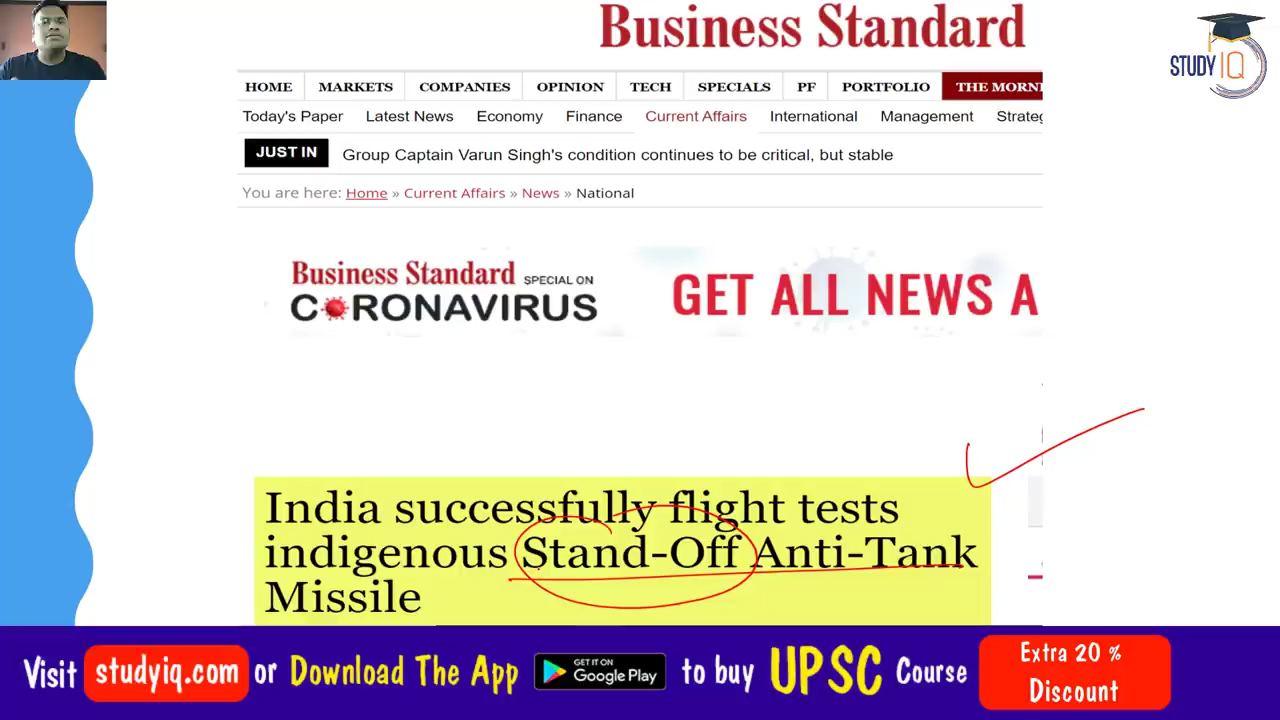 Business Standard
STUDY IQ
HOME MARKETS COMPANIES OPINION TECH SPECIALS PF PORTFOLIO THE MORN
Today's Paper Latest News Economy Finance Current Affairs International Management Strateg
JUST IN Group Captain Varun Singh's condition continues to be critical, but stable
You are here: Home » Current Affairs » News » National
Business Standard SPECIAL ON
CORONAVIRUS
GET ALL NEWS A
India successfully flight tests
indigenous Stand-Off Anti-Tank
Missile
Visit studyiq.com or Download The App GET IT ON Google Play to buy UPSC Course Extra 20 % Discount